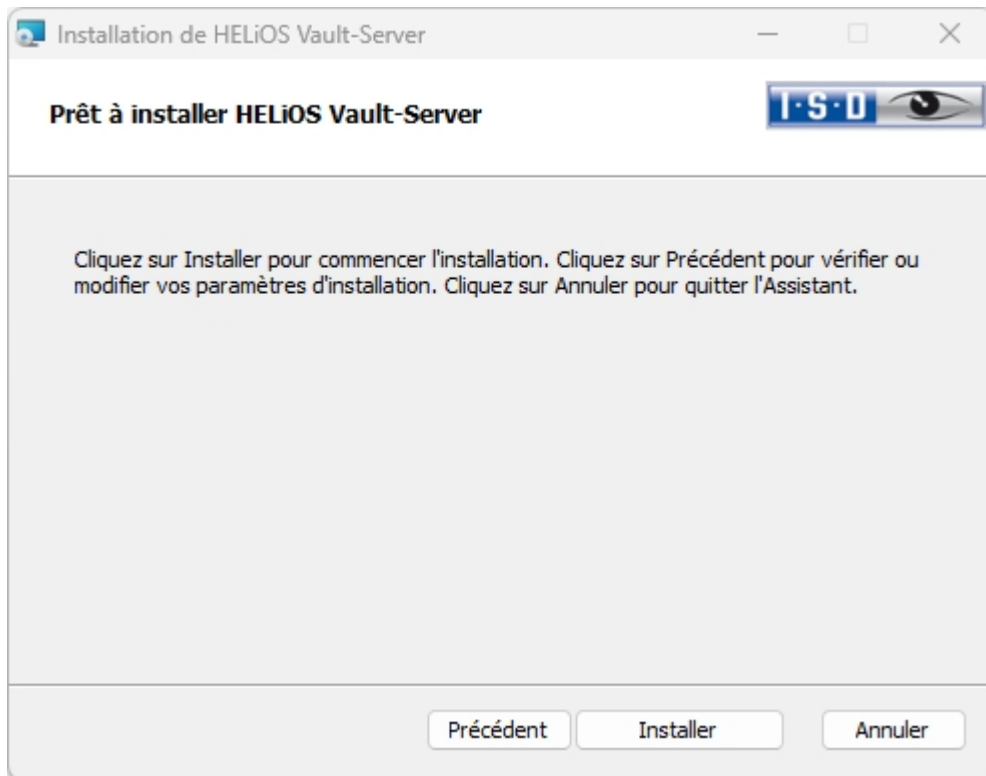 Installation de HELiOS Vault-Server
Prêt à installer HELiOS Vault-Server
I·S·D
Cliquez sur Installer pour commencer l'installation. Cliquez sur Précédent pour vérifier ou
modifier vos paramètres d'installation. Cliquez sur Annuler pour quitter l'Assistant.
Précédent
Installer
Annuler